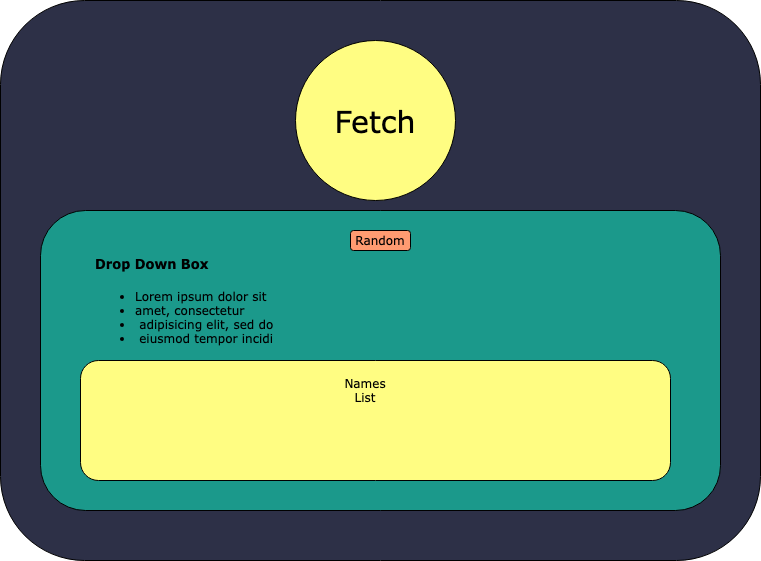 Fetch
Random
Drop Down Box
• Lorem ipsum dolor sit
• amet, consectetur
• adipisicing elit, sed do
• eiusmod tempor incidi
Names
List